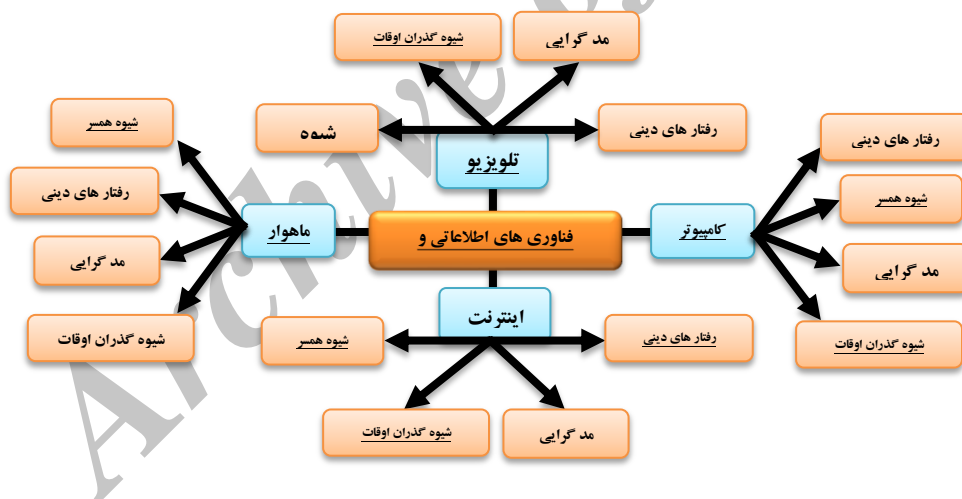 شیوه گذران اوقات
مد گرایی
شیوه همسر
شیوه
رفتار های دینی
رفتار های دینی
تلویزیو
رفتار های دینی
شیوه همسر
ماهوار
فناوری های اطلاعاتی و
کامپیوتر
مد گرایی
مد گرایی
اینترنت
شیوه گذران اوقات
شیوه همسر
رفتار های دینی
شیوه گذران اوقات
شیوه گذران اوقات
مد گرایی
Archive